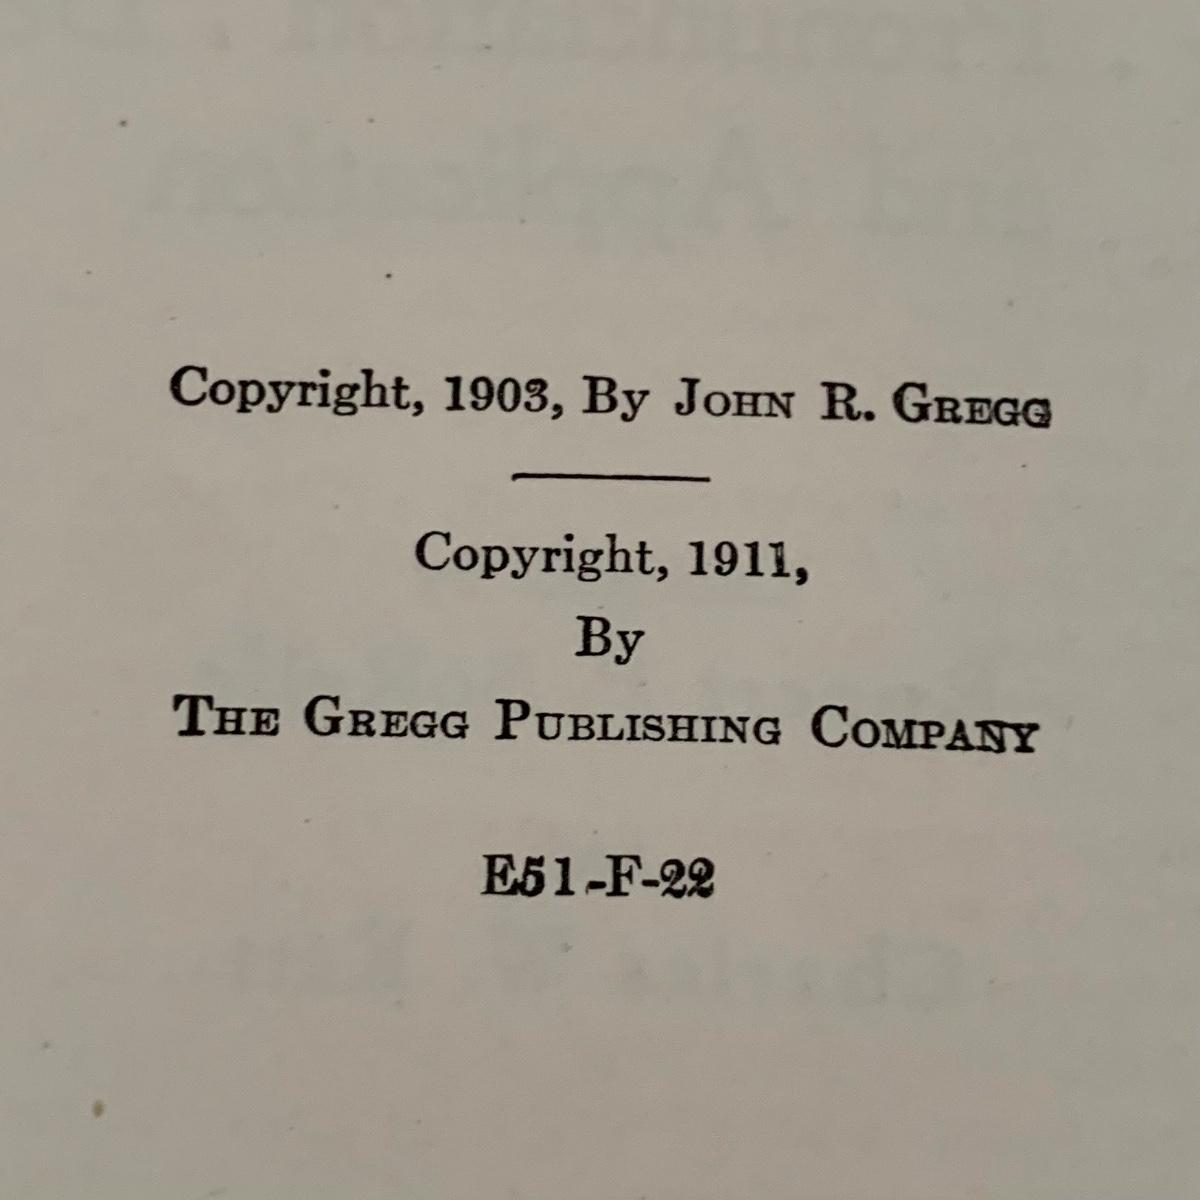 Copyright, 1903, By JOHN R. GREGG
Copyright, 1911,
By
THE GREGG PUBLISHING COMPANY
E51-F-22